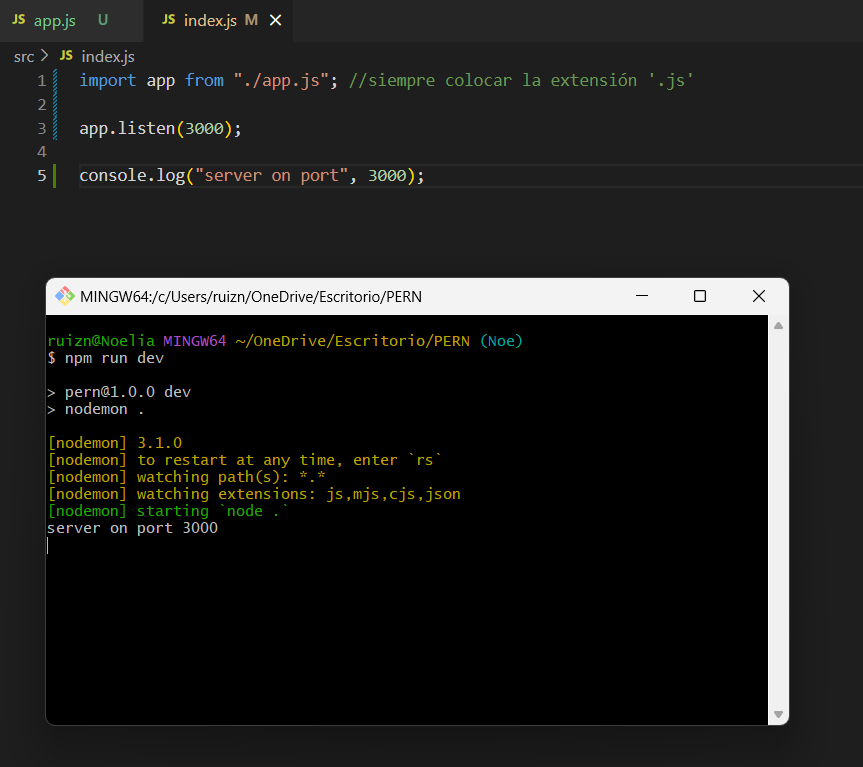 JS app.js U JS index.js M
src > JS index.js
1 import app from "./app.js"; //siempre colocar la extensión '.js'
2
3 app.listen(3000);
4
5 console.log("server on port", 3000);
MINGW64:/c/Users/ruizn/OneDrive/Escritorio/PERN
ruizn@Noelia MINGW64 ~/OneDrive/Escritorio/PERN (Noe)
$ npm run dev
> pern@1.0.0 dev
> nodemon .
[nodemon] 3.1.0
[nodemon] to restart at any time, enter `rs`
[nodemon] watching path(s): *.*
[nodemon] watching extensions: js,mjs,cjs,json
[nodemon] starting `node .`
server on port 3000